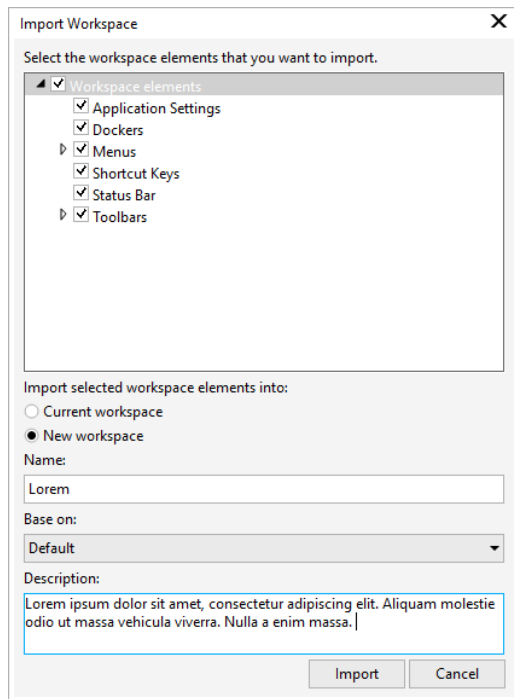 Import Workspace
Select the workspace elements that you want to import.
Workspace elements
Application Settings
Dockers
Menus
Shortcut Keys
Status Bar
Toolbars
Import selected workspace elements into:
Current workspace
New workspace
Name:
Lorem
Base on:
Default
Description:
Lorem ipsum dolor sit amet, consectetur adipiscing elit. Aliquam molestie
odio ut massa vehicula viverra. Nulla a enim massa.
Import Cancel